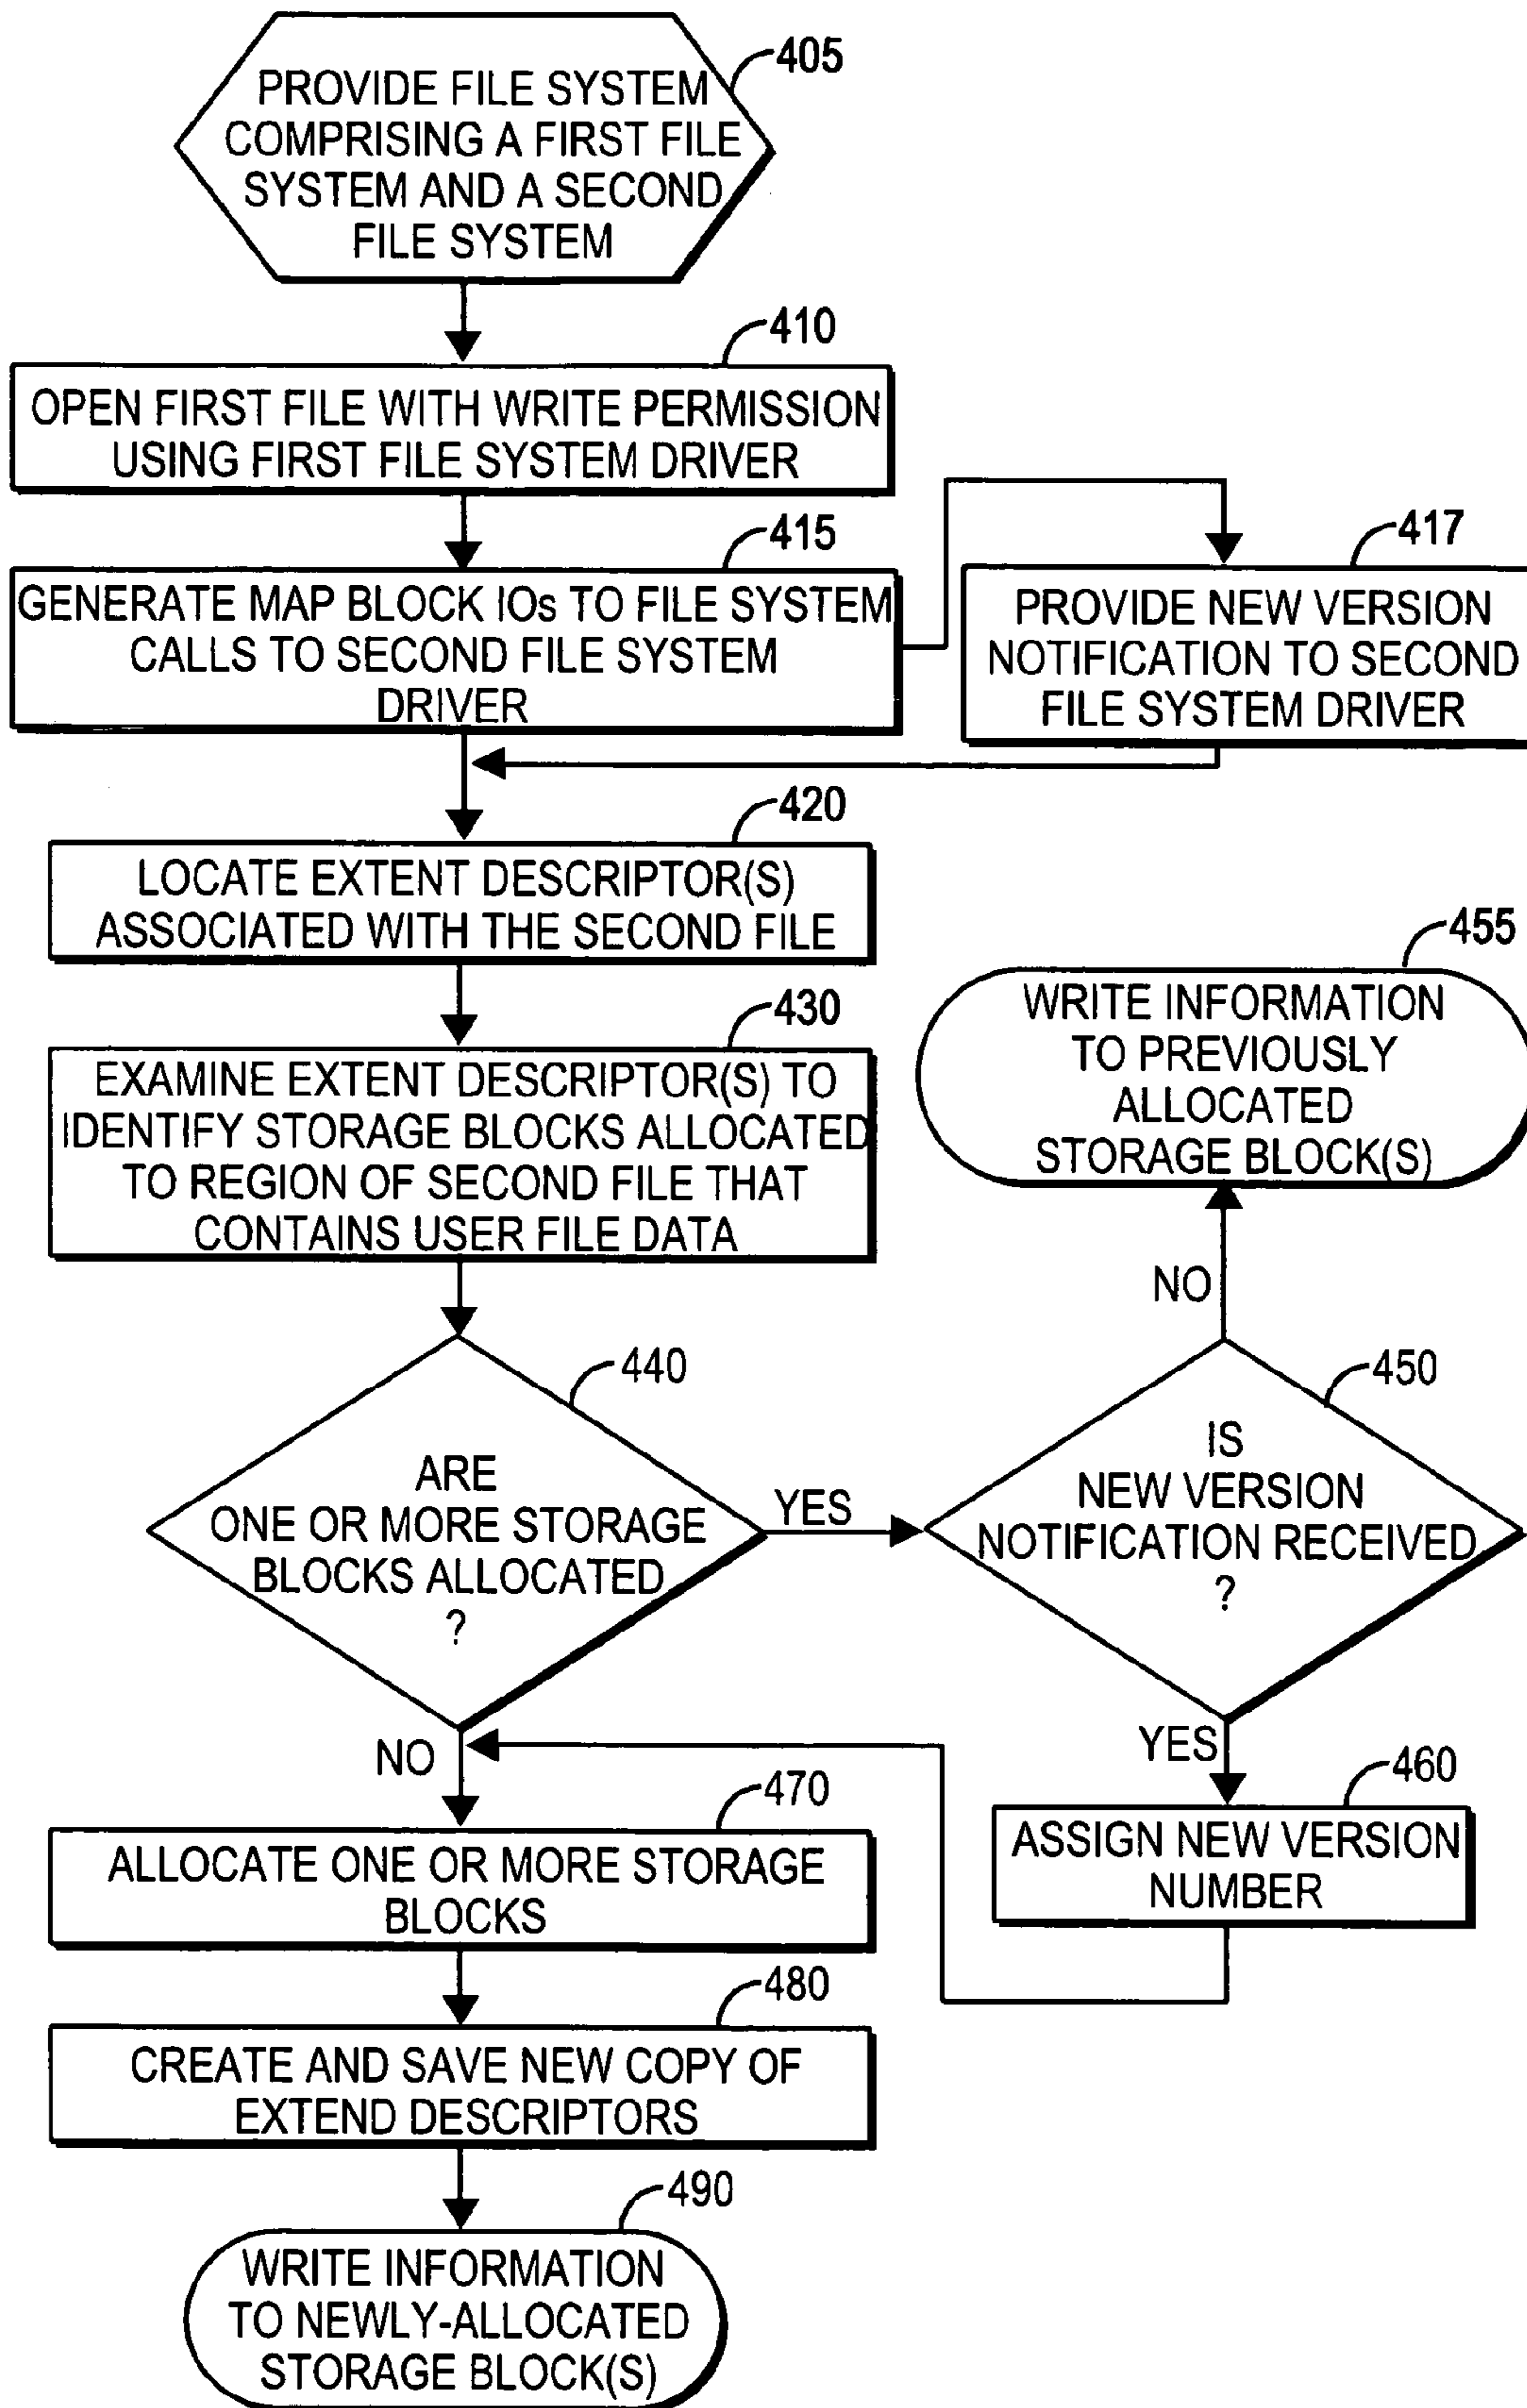 405
PROVIDE FILE SYSTEM
COMPRISING A FIRST FILE
SYSTEM AND A SECOND
FILE SYSTEM
410
OPEN FIRST FILE WITH WRITE PERMISSION
USING FIRST FILE SYSTEM DRIVER
415
GENERATE MAP BLOCK IOs TO FILE SYSTEM
CALLS TO SECOND FILE SYSTEM
DRIVER
417
PROVIDE NEW VERSION
NOTIFICATION TO SECOND
FILE SYSTEM DRIVER
420
LOCATE EXTENT DESCRIPTOR(S)
ASSOCIATED WITH THE SECOND FILE
430
EXAMINE EXTENT DESCRIPTOR(S) TO
IDENTIFY STORAGE BLOCKS ALLOCATED
TO REGION OF SECOND FILE THAT
CONTAINS USER FILE DATA
455
WRITE INFORMATION
TO PREVIOUSLY
ALLOCATED
STORAGE BLOCK(S)
NO
440
ARE
ONE OR MORE STORAGE
BLOCKS ALLOCATED
?
YES
450
IS
NEW VERSION
NOTIFICATION RECEIVED
?
NO
YES
460
ASSIGN NEW VERSION
NUMBER
470
ALLOCATE ONE OR MORE STORAGE
BLOCKS
480
CREATE AND SAVE NEW COPY OF
EXTEND DESCRIPTORS
490
WRITE INFORMATION
TO NEWLY-ALLOCATED
STORAGE BLOCK(S)